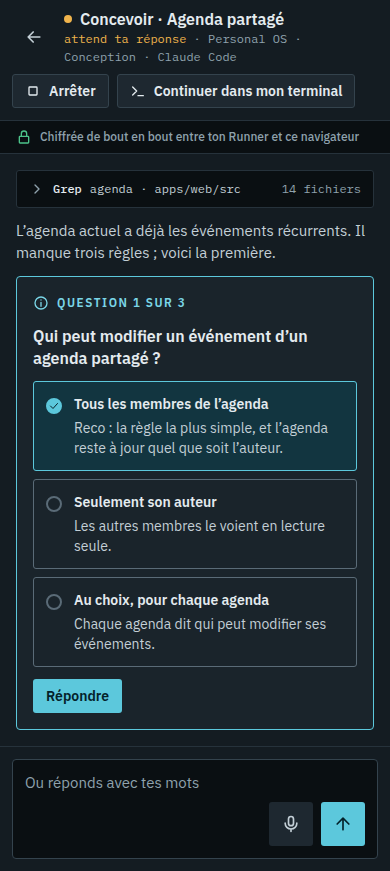 Concevoir · Agenda partagé
attend ta réponse · Personal OS ·
Conception · Claude Code
Arrêter
Continuer dans mon terminal
Chiffrée de bout en bout entre ton Runner et ce navigateur
Grep agenda · apps/web/src 14 fichiers
L’agenda actuel a déjà les événements récurrents. Il
manque trois règles ; voici la première.
QUESTION 1 SUR 3
Qui peut modifier un événement d’un
agenda partagé ?
Tous les membres de l’agenda
Reco : la règle la plus simple, et l’agenda
reste à jour quel que soit l’auteur.
Seulement son auteur
Les autres membres le voient en lecture
seule.
Au choix, pour chaque agenda
Chaque agenda dit qui peut modifier ses
événements.
Répondre
Ou réponds avec tes mots